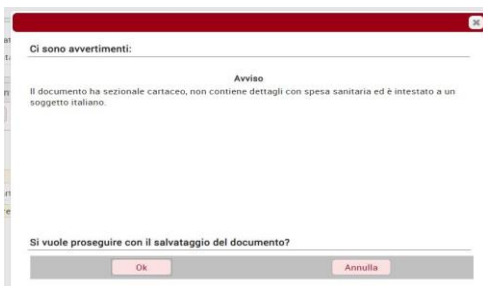 Ci sono avvertimenti:
Avviso
Il documento ha sezionale cartaceo, non contiene dettagli con spesa sanitaria ed è intestato a un
soggetto italiano.
Si vuole proseguire con il salvataggio del documento?
Ok Annulla